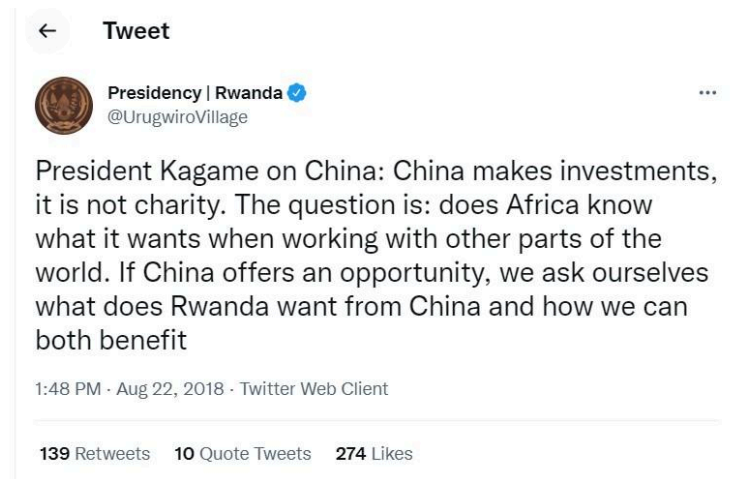 ← Tweet
Presidency | Rwanda
@UrugwiroVillage
...
President Kagame on China: China makes investments,
it is not charity. The question is: does Africa know
what it wants when working with other parts of the
world. If China offers an opportunity, we ask ourselves
what does Rwanda want from China and how we can
both benefit
1:48 PM · Aug 22, 2018 · Twitter Web Client
139 Retweets 10 Quote Tweets 274 Likes